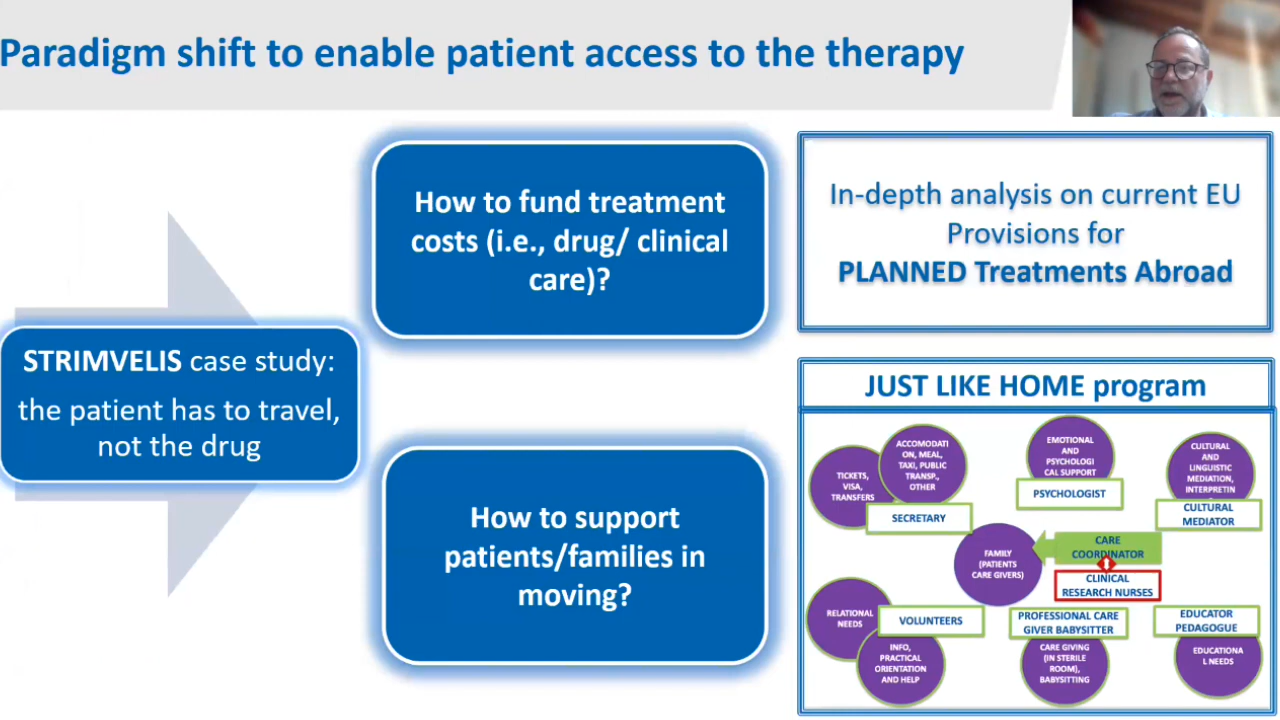 Paradigm shift to enable patient access to the therapy
STRIMVELIS case study:
the patient has to travel,
not the drug
How to fund treatment
costs (i.e., drug/ clinical
care)?
How to support
patients/families in
moving?
In-depth analysis on current EU
Provisions for
PLANNED Treatments Abroad
JUST LIKE HOME program
TICKETS,
VISA,
TRANSFERS
ACCOMODATI
ON, MEAL,
TAXI, PUBLIC
TRANSP.,
OTHER
SECRETARY
EMOTIONAL
AND
PSYCHOLOGI
CAL SUPPORT
PSYCHOLOGIST
CULTURAL
AND
LINGUISTIC
MEDIATION,
INTERPRETIN
CULTURAL
MEDIATOR
FAMILY
(PATIENTS
CARE GIVERS)
CARE
COORDINATOR
CLINICAL
RESEARCH NURSES
RELATIONAL
NEEDS
VOLUNTEERS
INFO,
PRACTICAL
ORIENTATION
AND HELP
PROFESSIONAL CARE
GIVER BABYSITTER
CARE GIVING
(IN STERILE
ROOM),
BABYSITTING
EDUCATOR
PEDAGOGUE
EDUCATIONA
L NEEDS